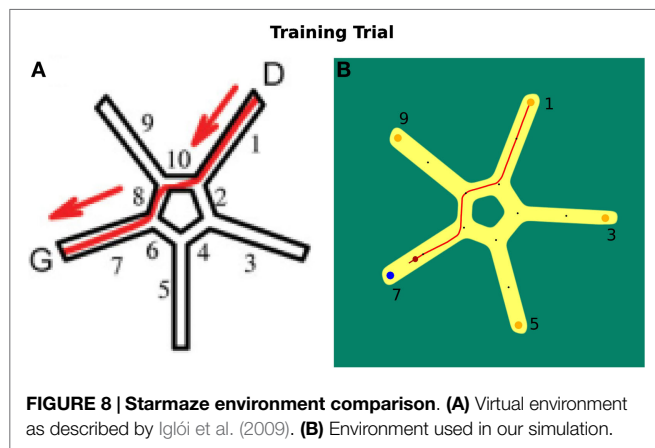 Training Trial
A
B
D
9
10
1
8
2
G
7
6
4
3
5
1
9
3
7
5
FIGURE 8 | Starmaze environment comparison. (A) Virtual environment
as described by Iglói et al. (2009). (B) Environment used in our simulation.